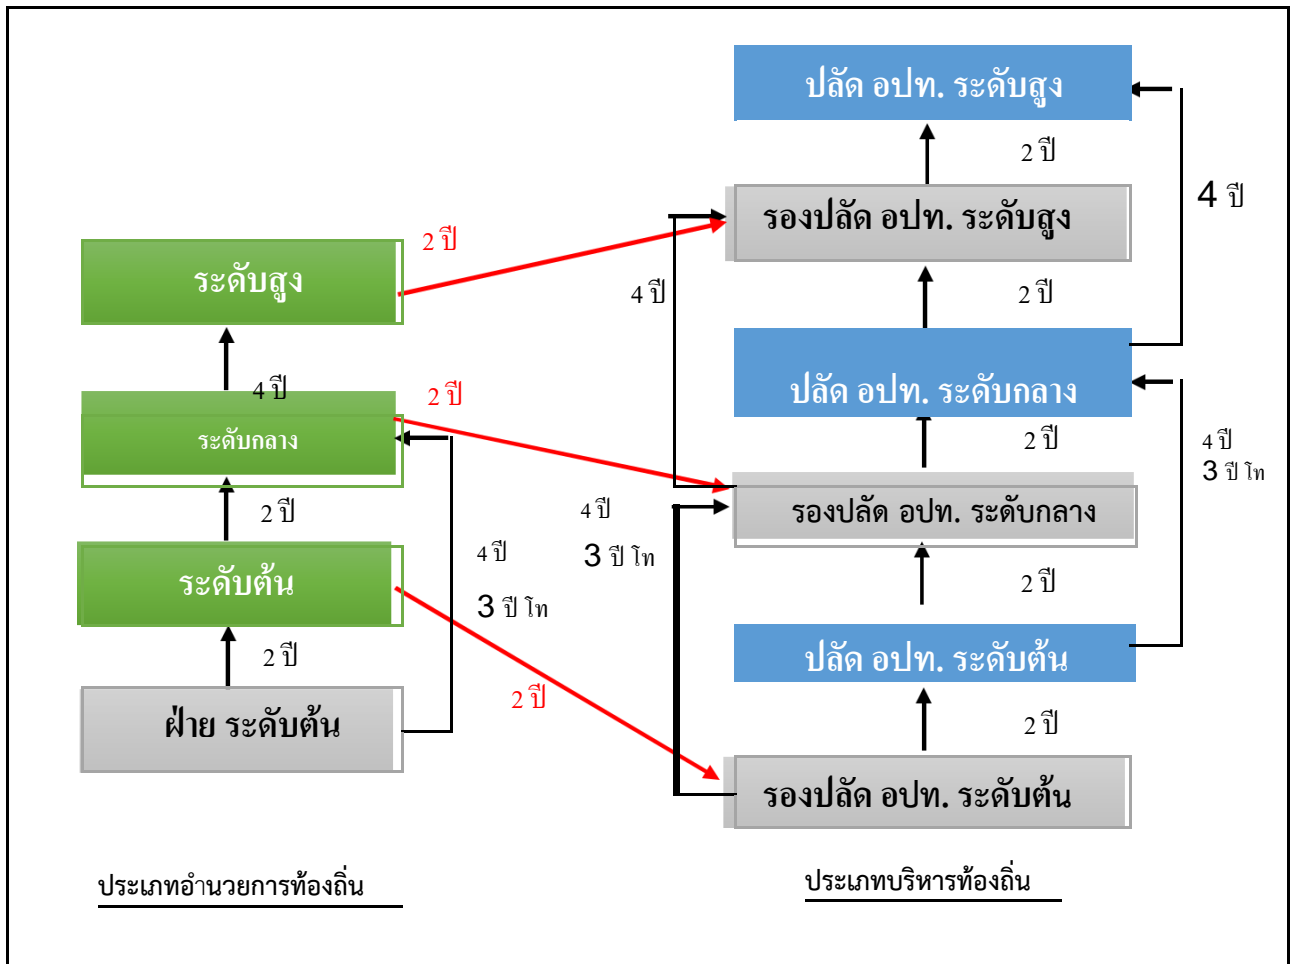 ปลัด อปท. ระดับสูง
2 ปี
4 ปี
รองปลัด อปท. ระดับสูง
2 ปี
ระดับสูง
4 ปี
2 ปี
4 ปี
2 ปี
ปลัด อปท. ระดับกลาง
ระดับกลาง
2 ปี
4 ปี
3 ปี โท
2 ปี
รองปลัด อปท. ระดับกลาง
4 ปี
3 ปี โท
4 ปี
3 ปี โท
ระดับต้น
2 ปี
2 ปี
ปลัด อปท. ระดับต้น
2 ปี
ฝ่าย ระดับต้น
2 ปี
รองปลัด อปท. ระดับต้น
ประเภทอำนวยการท้องถิ่น
ประเภทบริหารท้องถิ่น